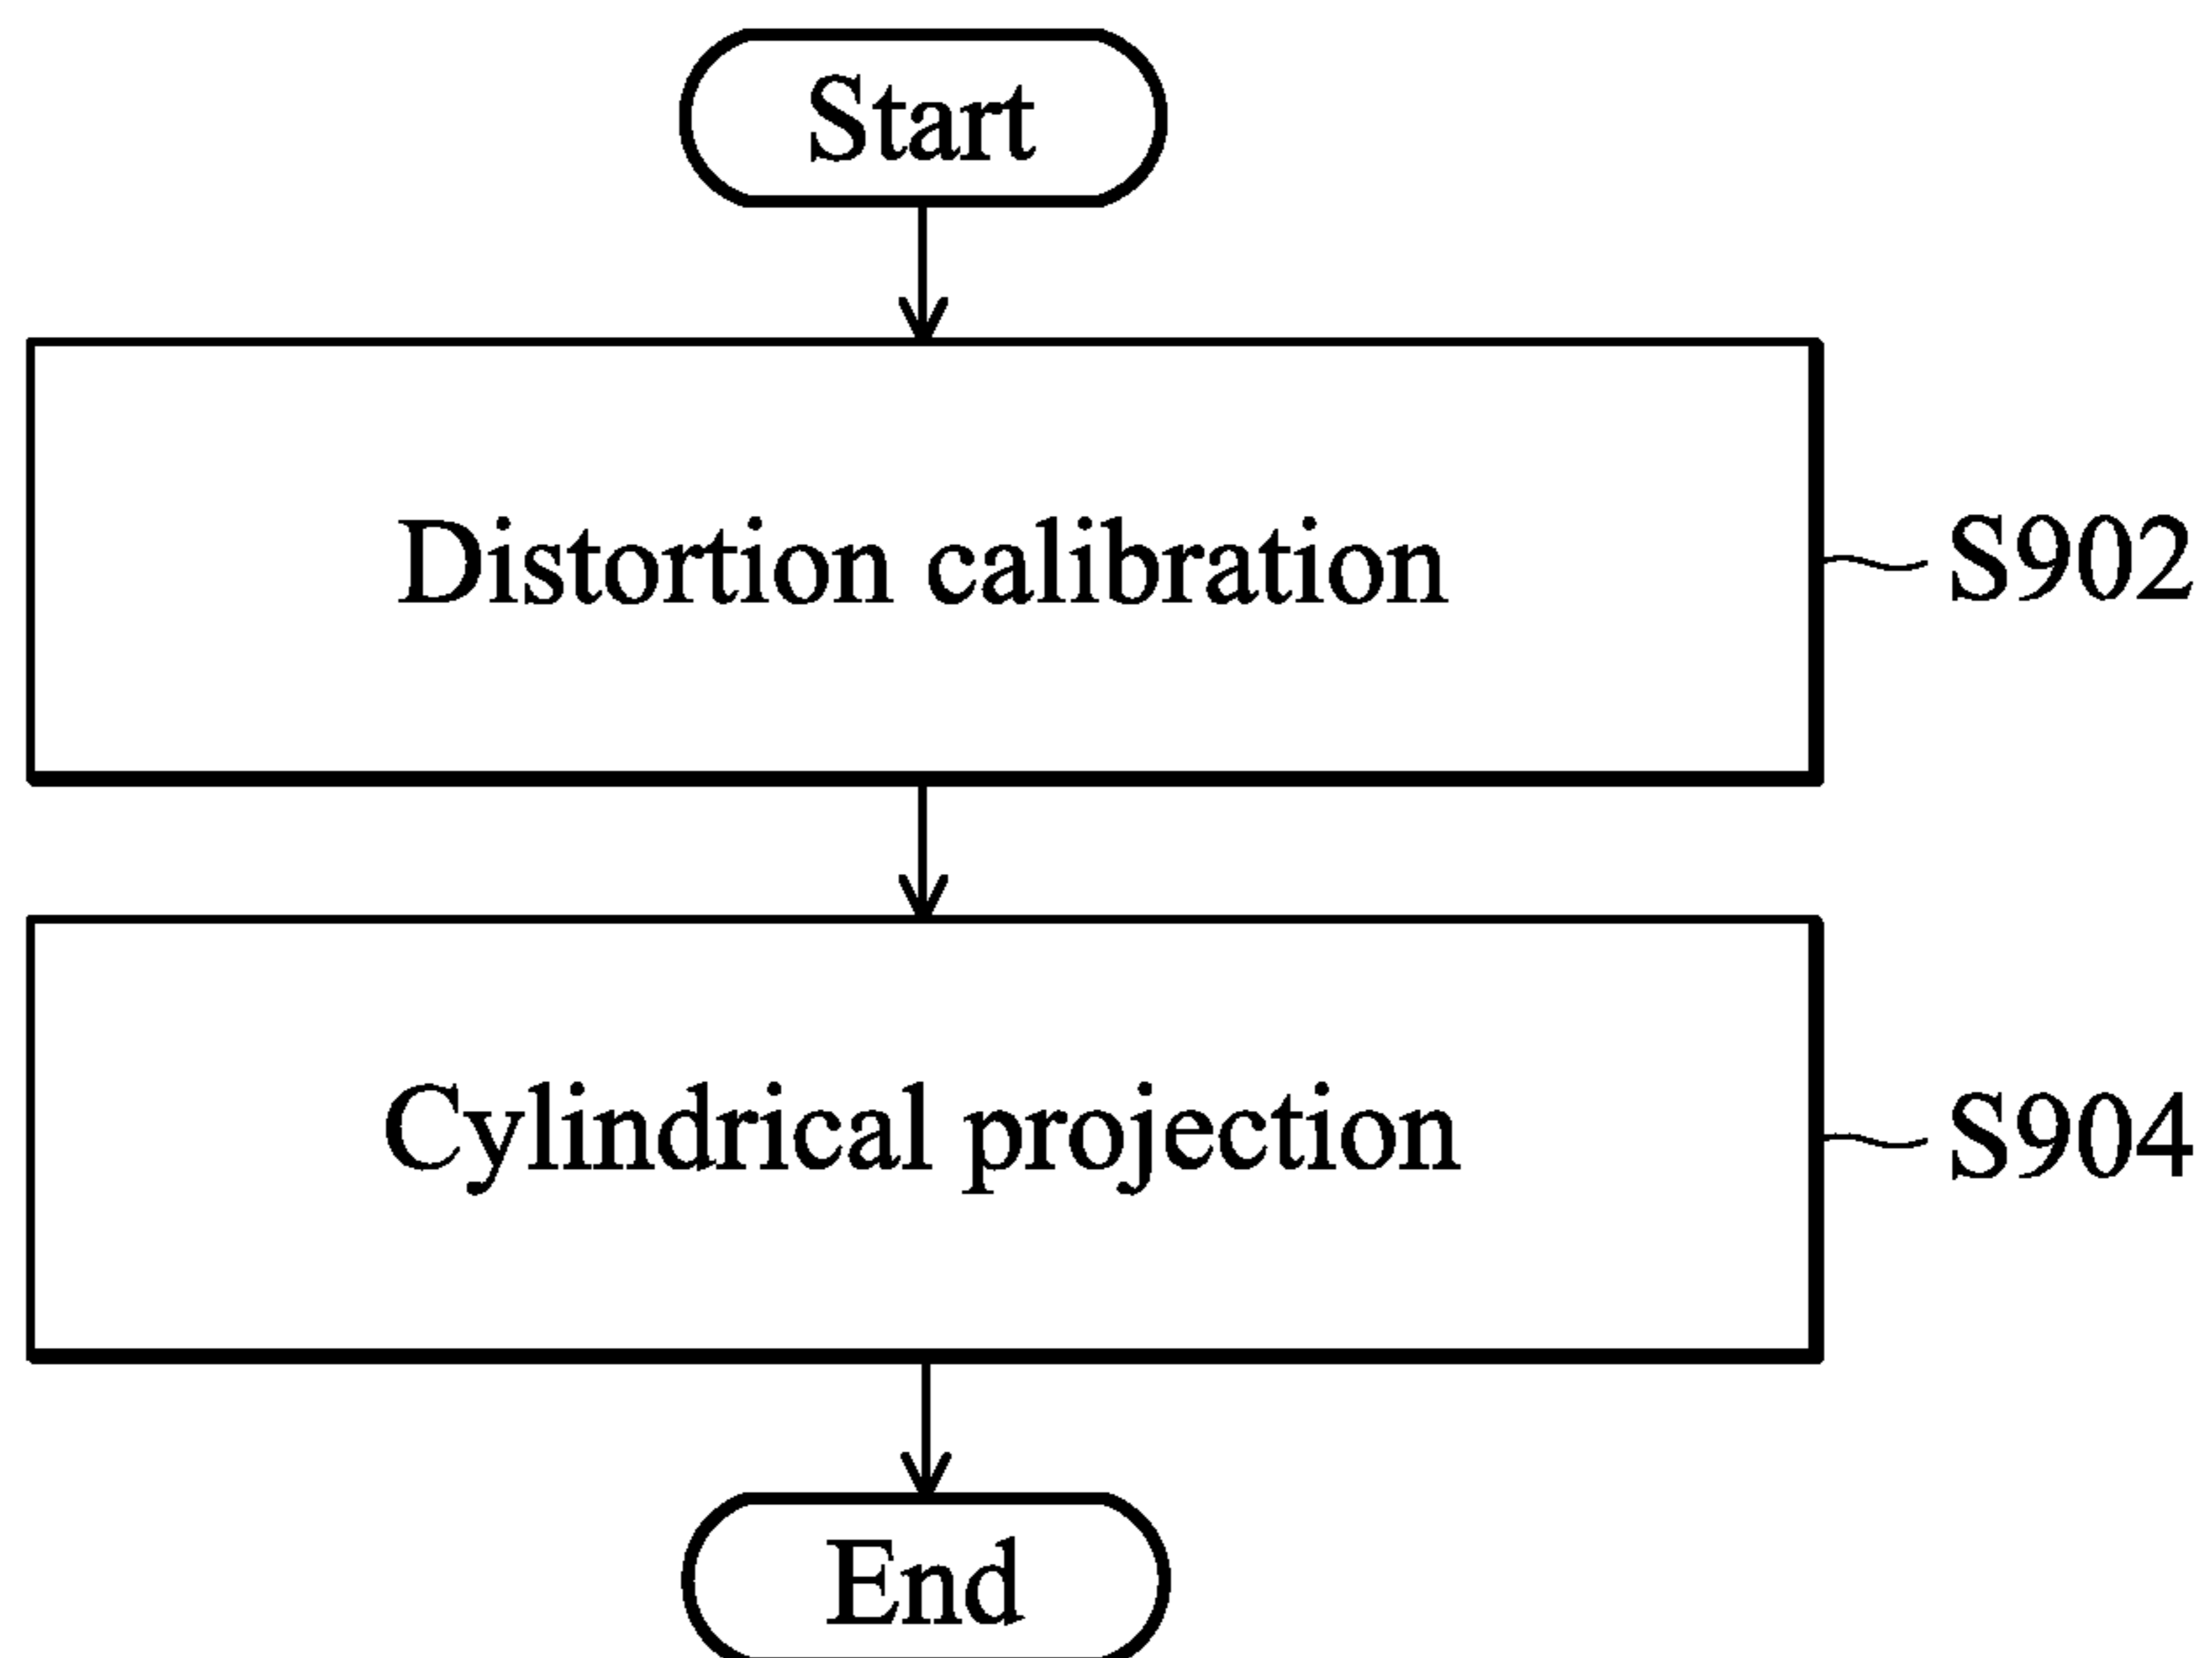 Start
Distortion calibration
S902
Cylindrical projection
S904
End